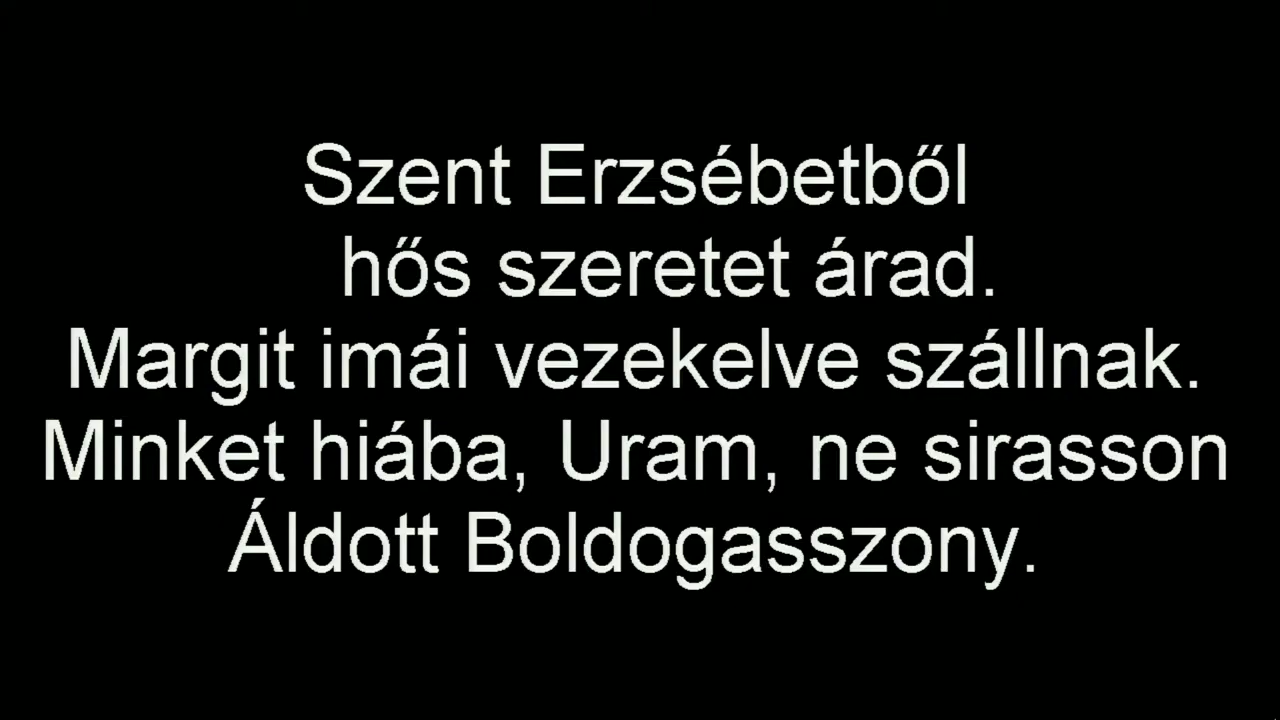 Szent Erzsébetből
hős szeretet árad.
Margit imái vezekelve szállnak.
Minket hiába, Uram, ne sirasson
Áldott Boldogasszony.